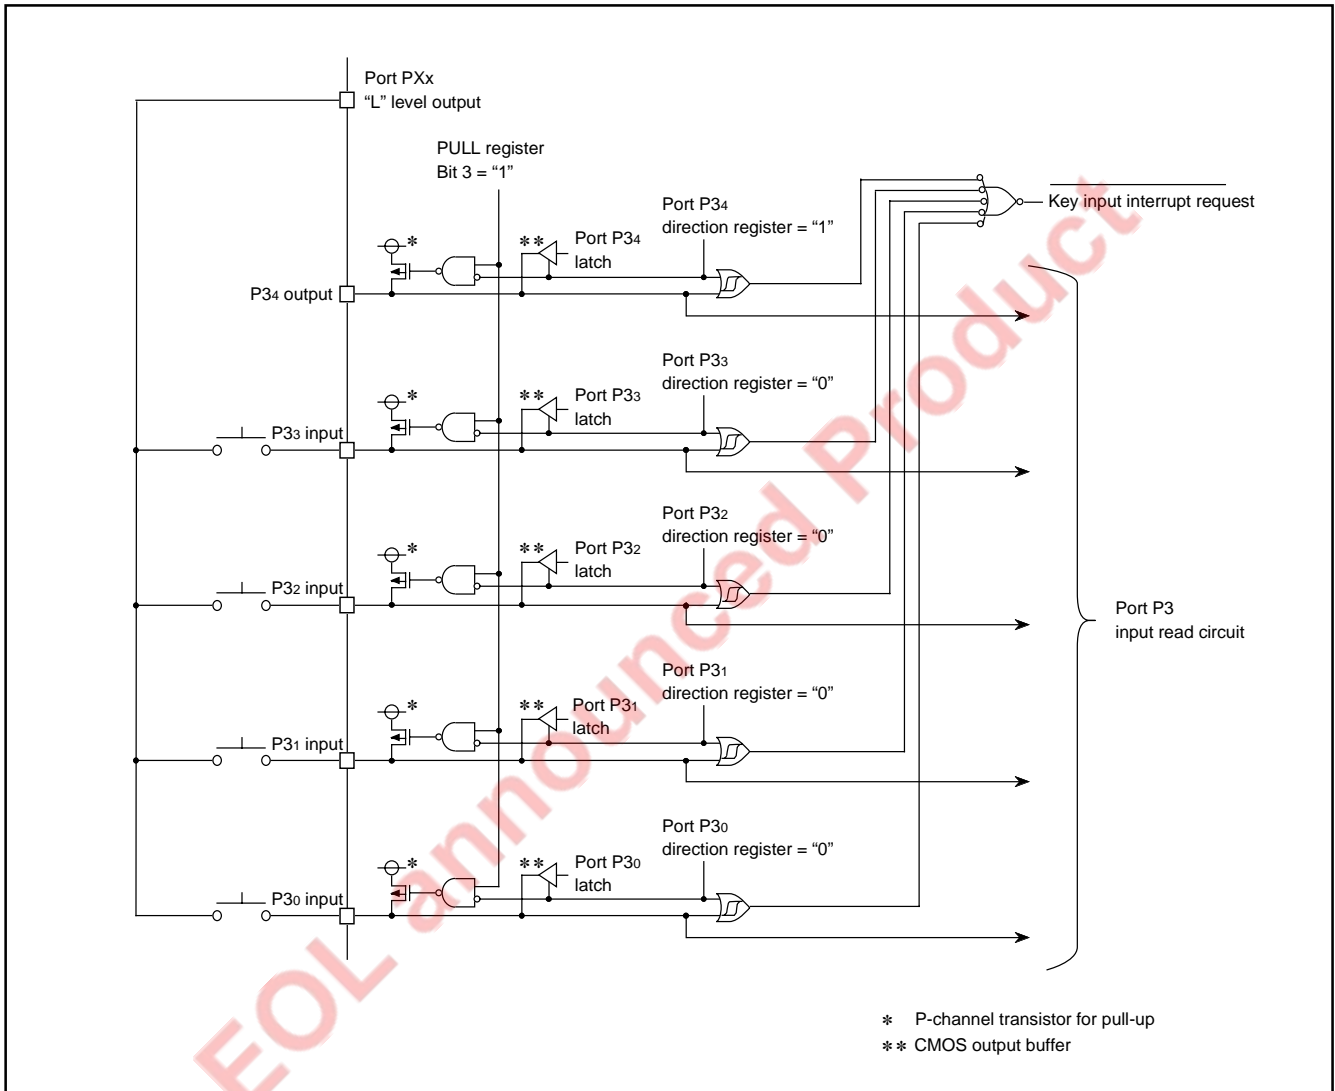 Port PXx
“L” level output
PULL register
Bit 3 = “1”
Key input interrupt request
Port P34
direction register = “1”
** Port P34
latch
*
P34 output
Port P33
direction register = “0”
** Port P33
latch
*
P33 input
Port P32
direction register = “0”
** Port P32
latch
*
P32 input
Port P3
input read circuit
Port P31
direction register = “0”
** Port P31
latch
*
P31 input
Port P30
direction register = “0”
** Port P30
latch
*
P30 input
* P-channel transistor for pull-up
** CMOS output buffer
EOL announced Product